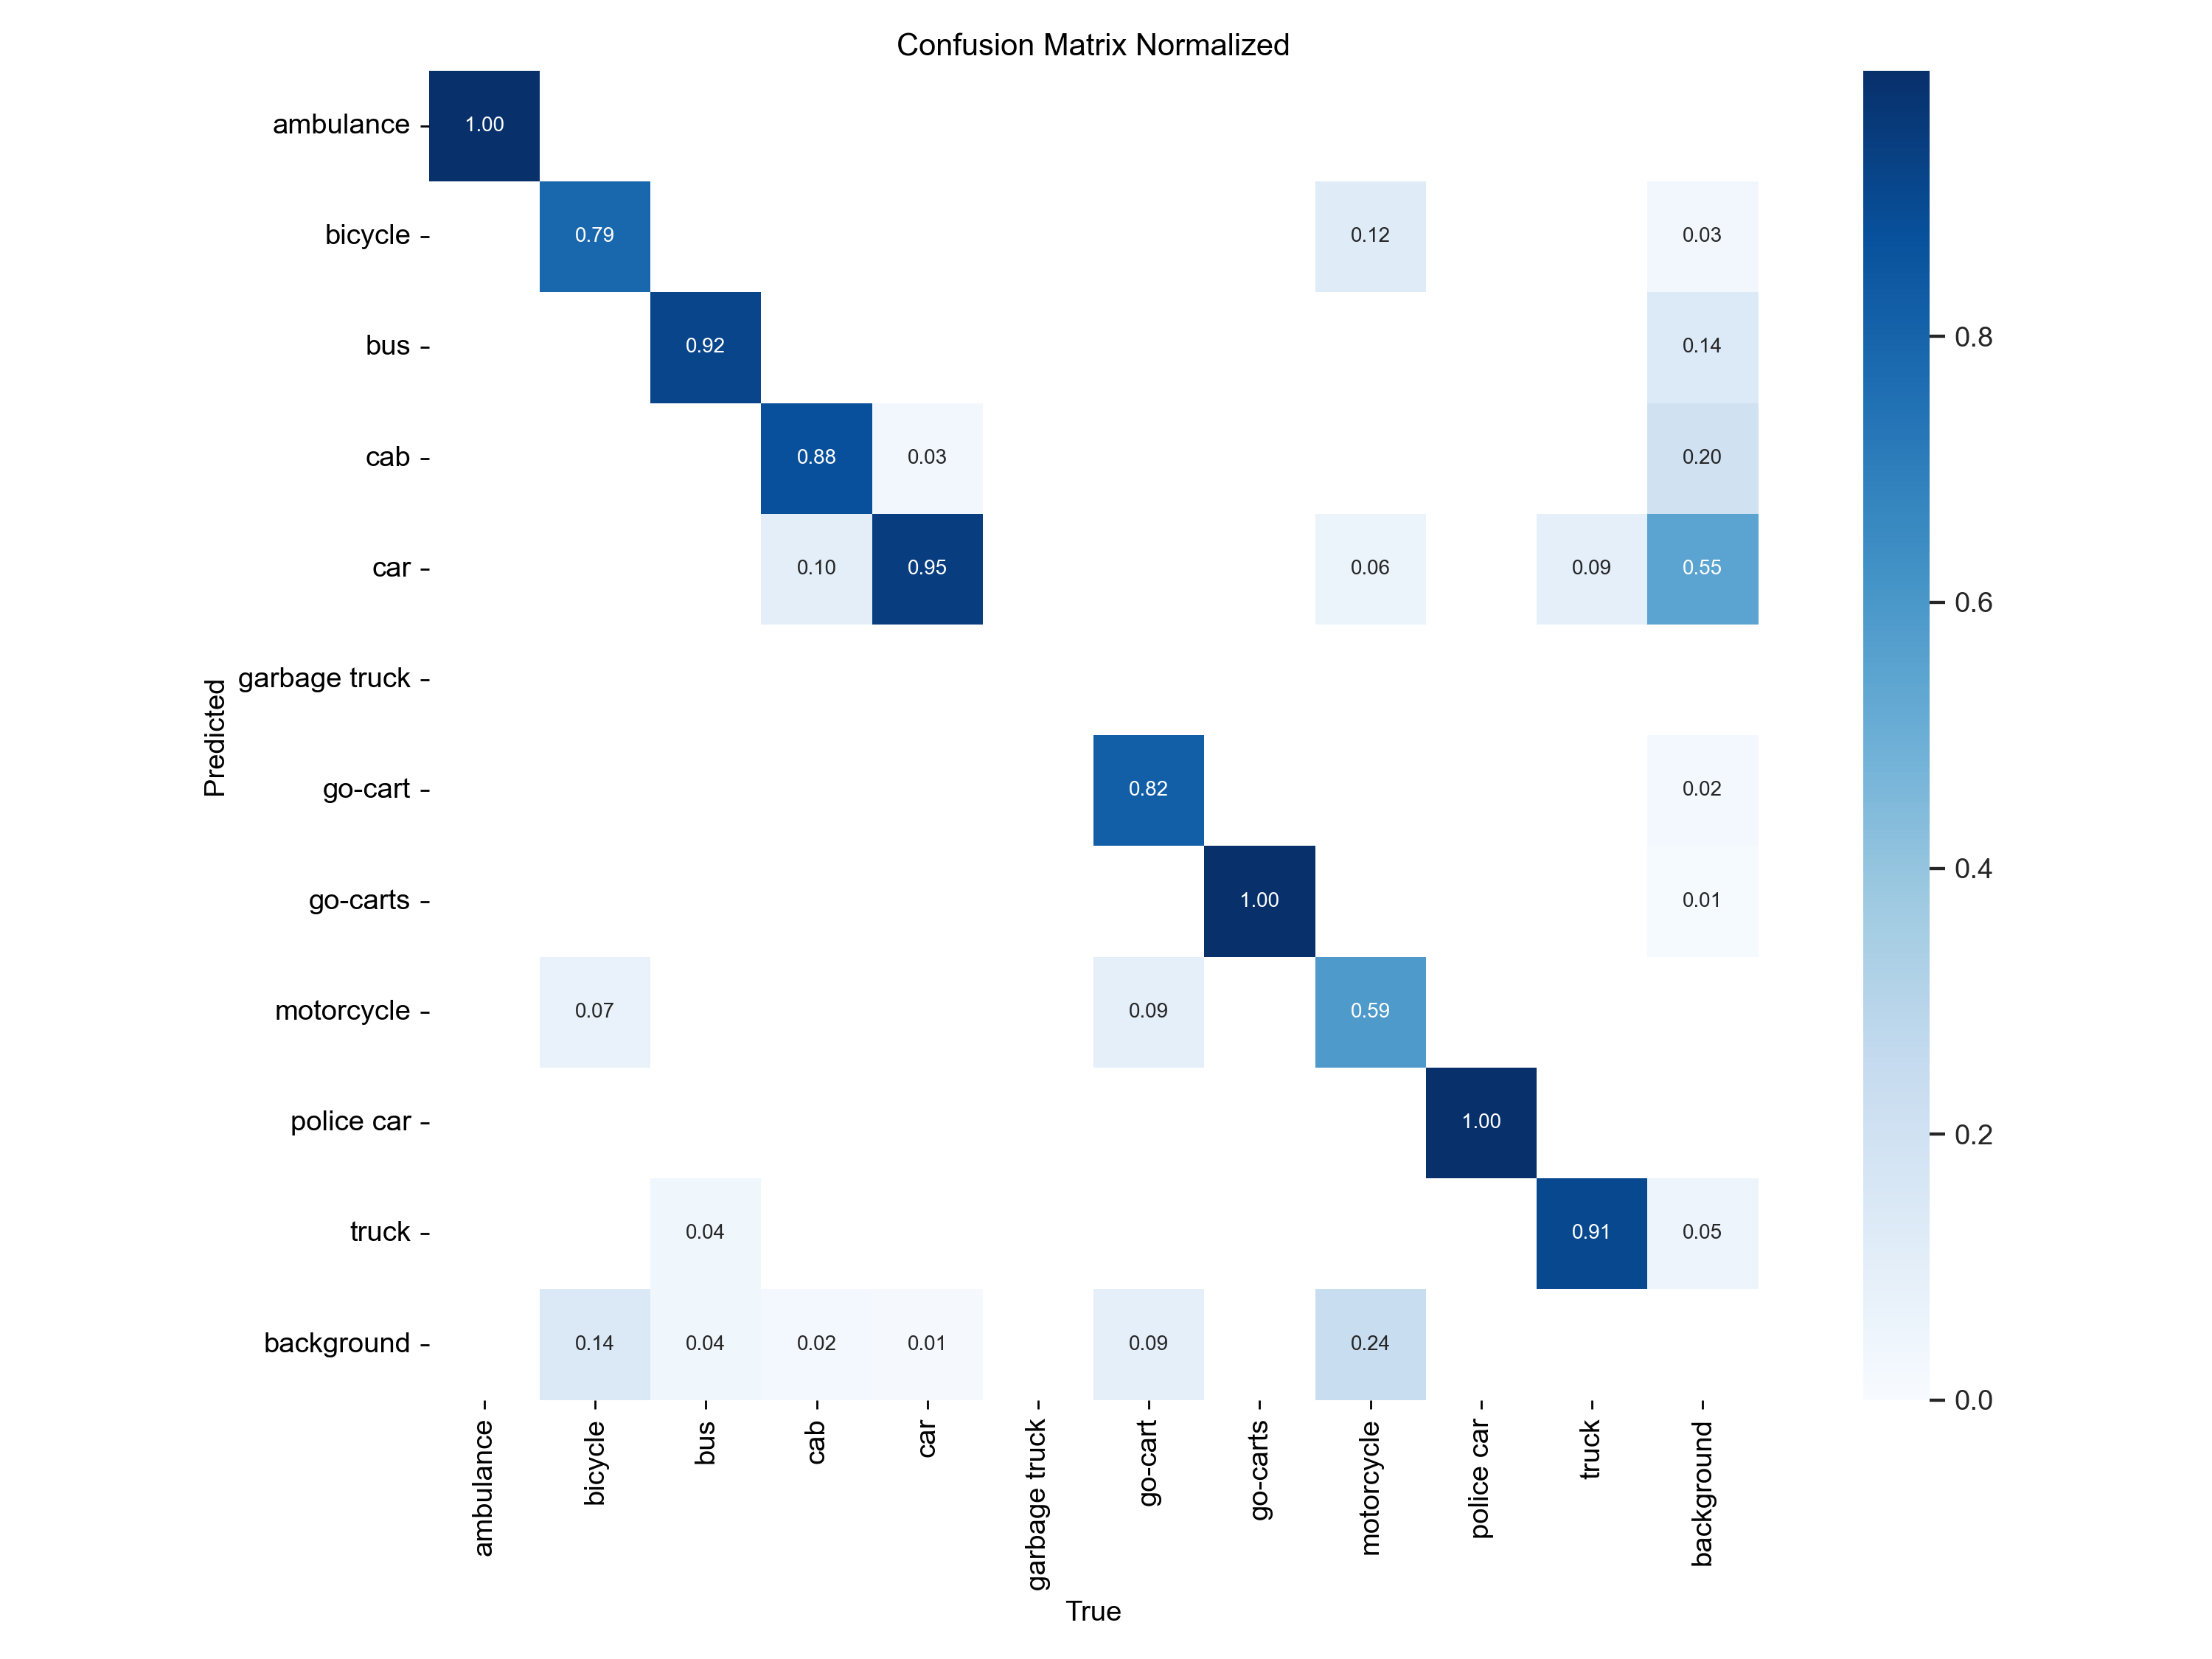 Confusion Matrix Normalized
ambulance
1.00
bicycle
0.79
0.12
0.03
bus
0.92
0.14
0.8
cab
0.88
0.03
0.20
car
0.10
0.95
0.06
0.09
0.55
0.6
garbage truck
Predicted
go-cart
0.82
0.02
0.4
go-carts
1.00
0.01
motorcycle
0.07
0.09
0.59
police car
1.00
0.2
truck
0.04
0.91
0.05
background
0.14
0.04
0.02
0.01
0.09
0.24
0.0
ambulance
bicycle
bus
cab
car
garbage truck
go-cart
go-carts
motorcycle
police car
truck
background
True